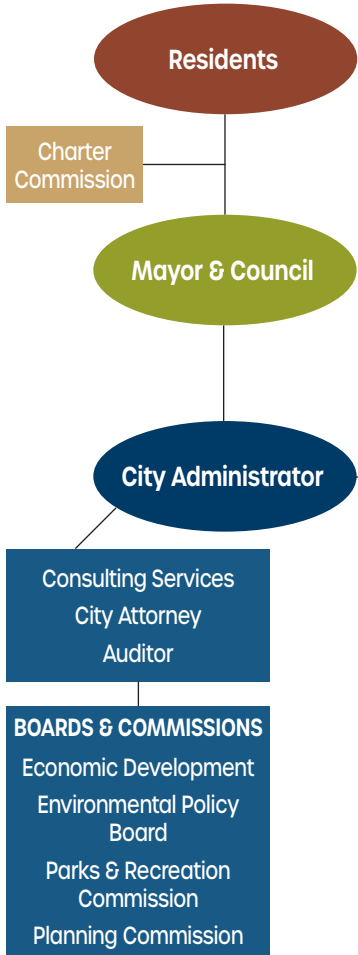 Residents
Charter
Commission
Mayor & Council
City Administrator
Consulting Services
City Attorney
Auditor
BOARDS & COMMISSIONS
Economic Development
Environmental Policy
Board
Parks & Recreation
Commission
Planning Commission